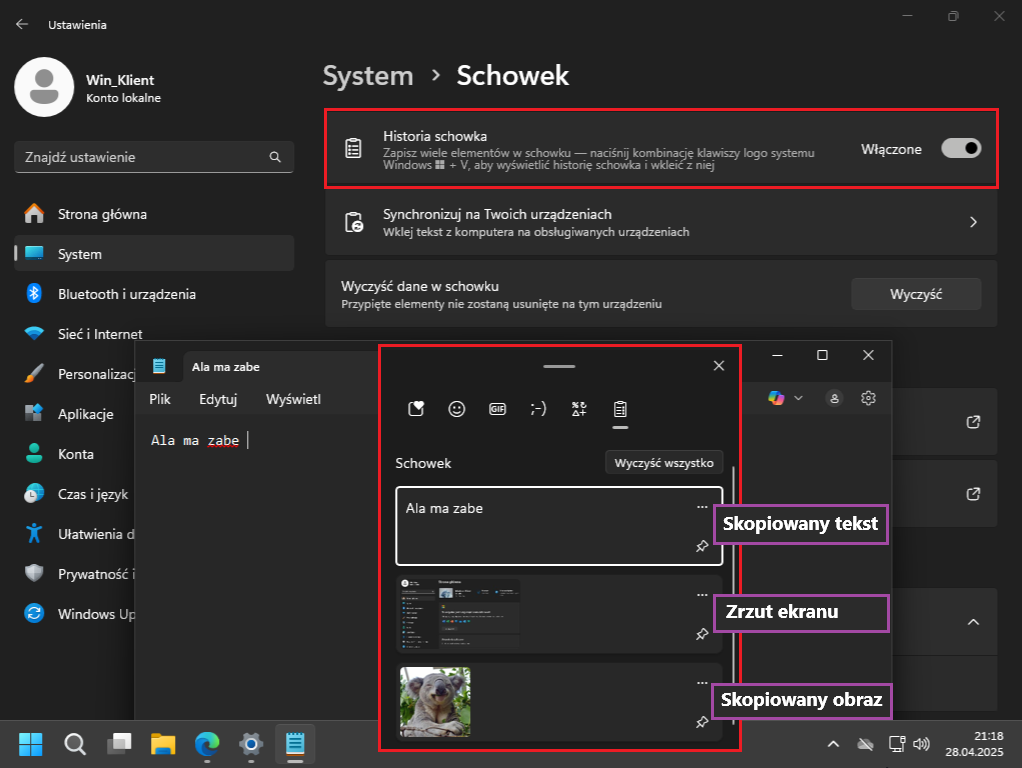 Ustawienia
Win_Klient
Konto lokalne
Znajdź ustawienie
Strona główna
System
Bluetooth i urządzenia
Sieć i Internet
Personalizac
Aplikacje
Konta
Czas i język
Ułatwienia d
Prywatność i
Windows Up
System > Schowek
Historia schowka
Zapisz wiele elementów w schowku — naciśnij kombinację klawiszy logo systemu
Windows + V, aby wyświetlić historię schowka i wkleić z niej
Włączone
Synchronizuj na Twoich urządzeniach
Wklej tekst z komputera na obsługiwanych urządzeniach
Wyczyść dane w schowku
Przypięte elementy nie zostaną usunięte na tym urządzeniu
Wyczyść
Ala ma zabe
Plik Edytuj Wyświetl
Ala ma zabe
GIF
;-)
Schowek
Wyczyść wszystko
Ala ma zabe
Skopiowany tekst
Zrzut ekranu
Skopiowany obraz
21:18
28.04.2025